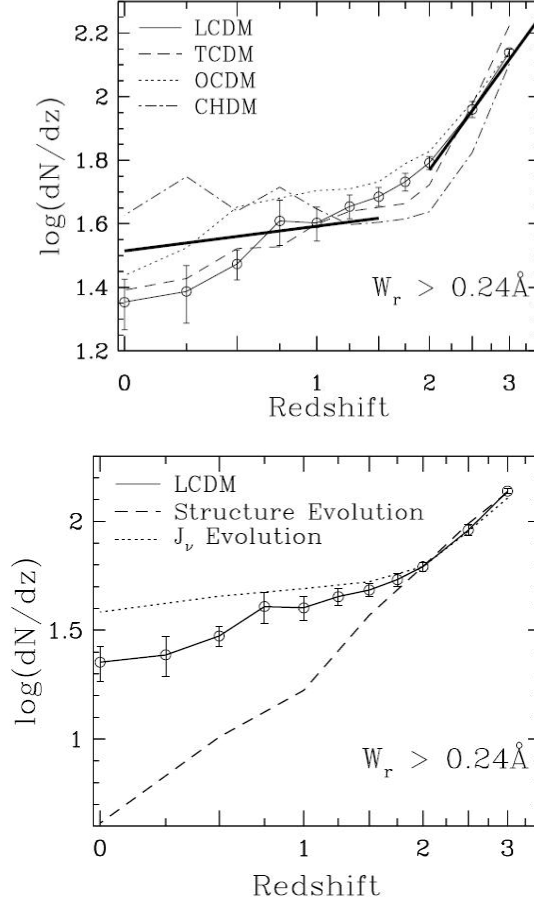 2.2
2
1.8
1.6
1.4
1.2
log(dN/dz)
LCDM
TCDM
OCDM
CHDM
W_r > 0.24Å
0 1 2 3
Redshift
2
1.5
1
log(dN/dz)
LCDM
Structure Evolution
J_ν Evolution
W_r > 0.24Å
0 1 2 3
Redshift